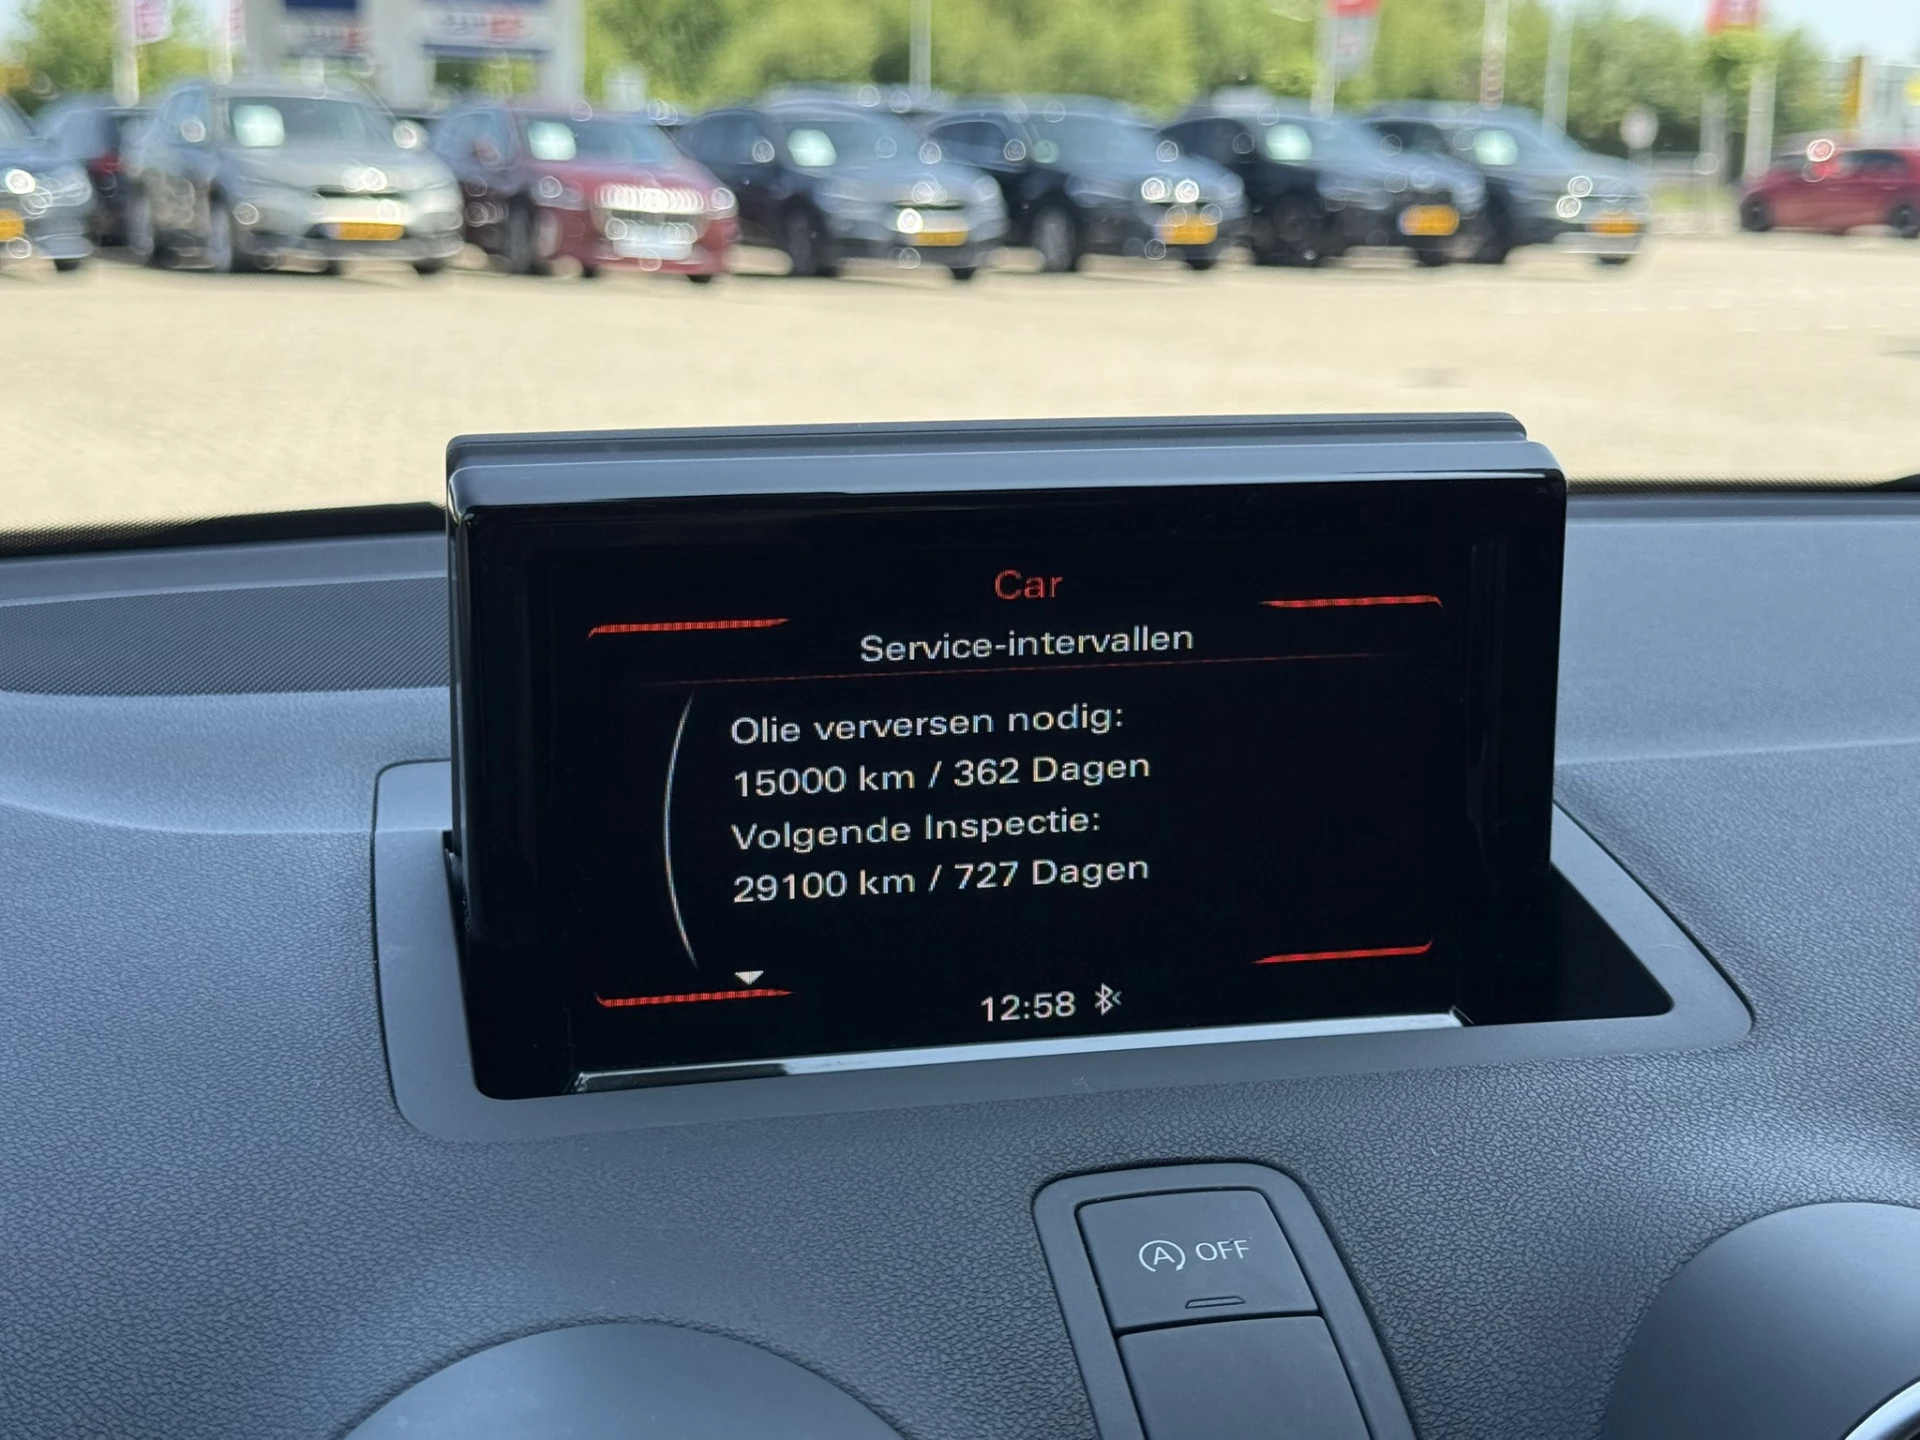 Car
Service-intervallen
Olie verversen nodig:
15000 km / 362 Dagen
Volgende Inspectie:
29100 km / 727 Dagen
12:58
A OFF